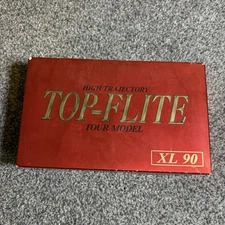 HIGH TRAJECTORY
TOP-FLITE
TOUR MODEL
XL 90